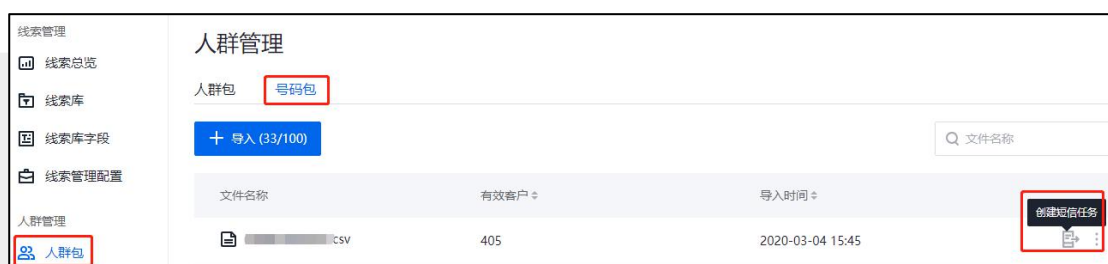 线索管理
线索总览
线索库
线索库字段
线索管理配置
人群管理
人群包
人群管理
人群包 号码包
导入 (33/100)
文件名称
文件名称 有效客户 导入时间
创建短信任务
csv 405 2020-03-04 15:45